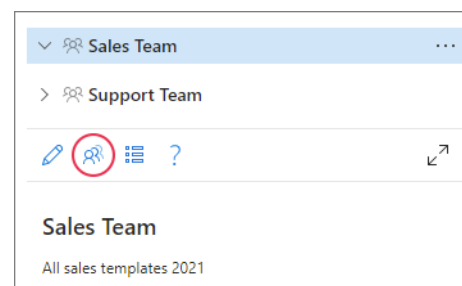 Sales Team
Support Team
?
Sales Team
All sales templates 2021